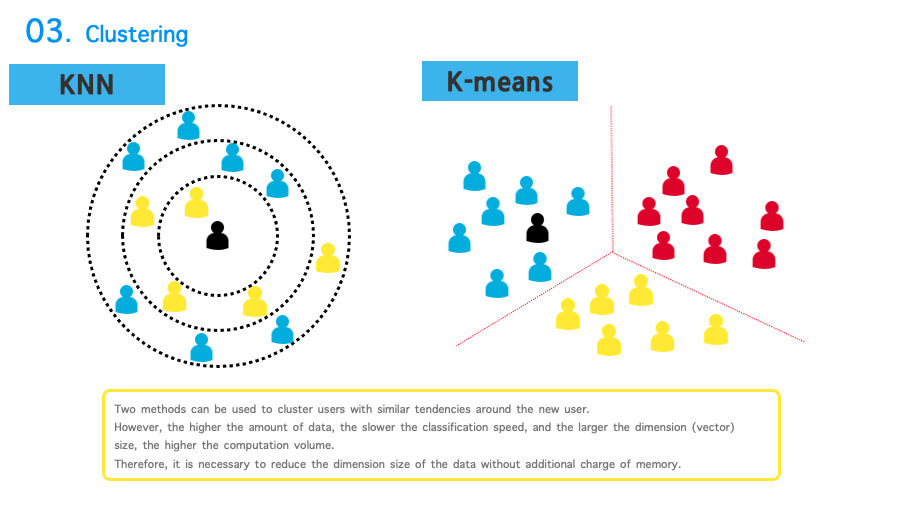 03. Clustering
KNN
K-means
Two methods can be used to cluster users with similar tendencies around the new user.
However, the higher the amount of data, the slower the classification speed, and the larger the dimension (vector)
size, the higher the computation volume.
Therefore, it is necessary to reduce the dimension size of the data without additional charge of memory.